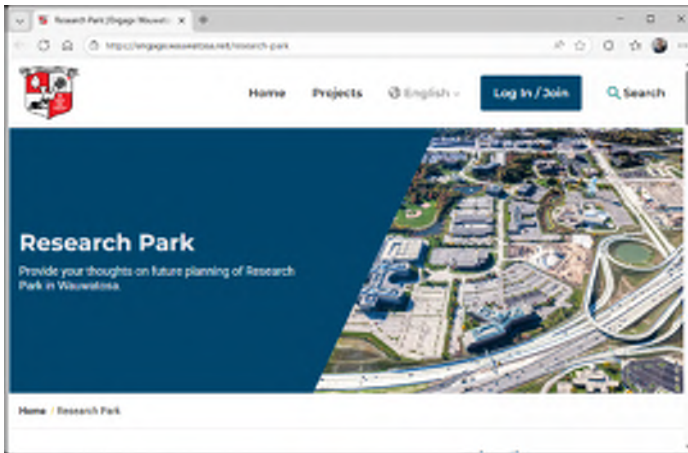 Research Park | Engage Wauwat
https://engage.wauwatosa.net/research-park
Home Projects English Log In / Join Search
Research Park
Provide your thoughts on future planning of Research
Park in Wauwatosa.
Home / Research Park